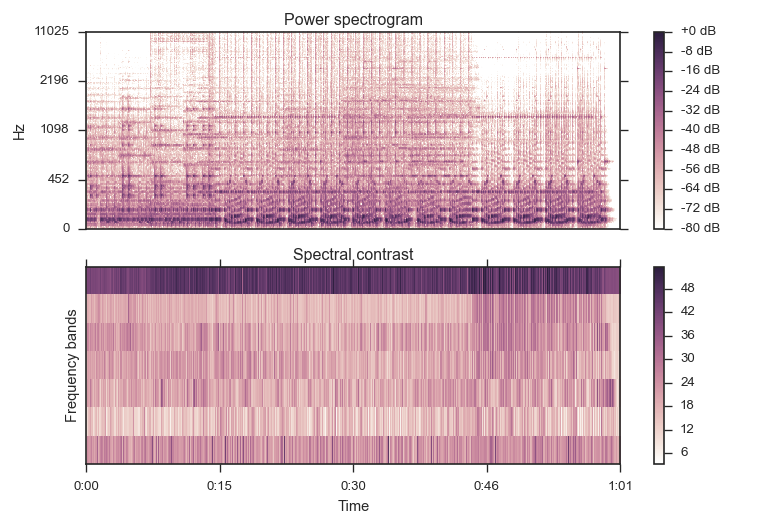 Power spectrogram
11025
2196
1098
452
0
Hz
+0 dB
-8 dB
-16 dB
-24 dB
-32 dB
-40 dB
-48 dB
-56 dB
-64 dB
-72 dB
-80 dB
Spectral contrast
Frequency bands
48
42
36
30
24
18
12
6
0:00
0:15
0:30
0:46
1:01
Time